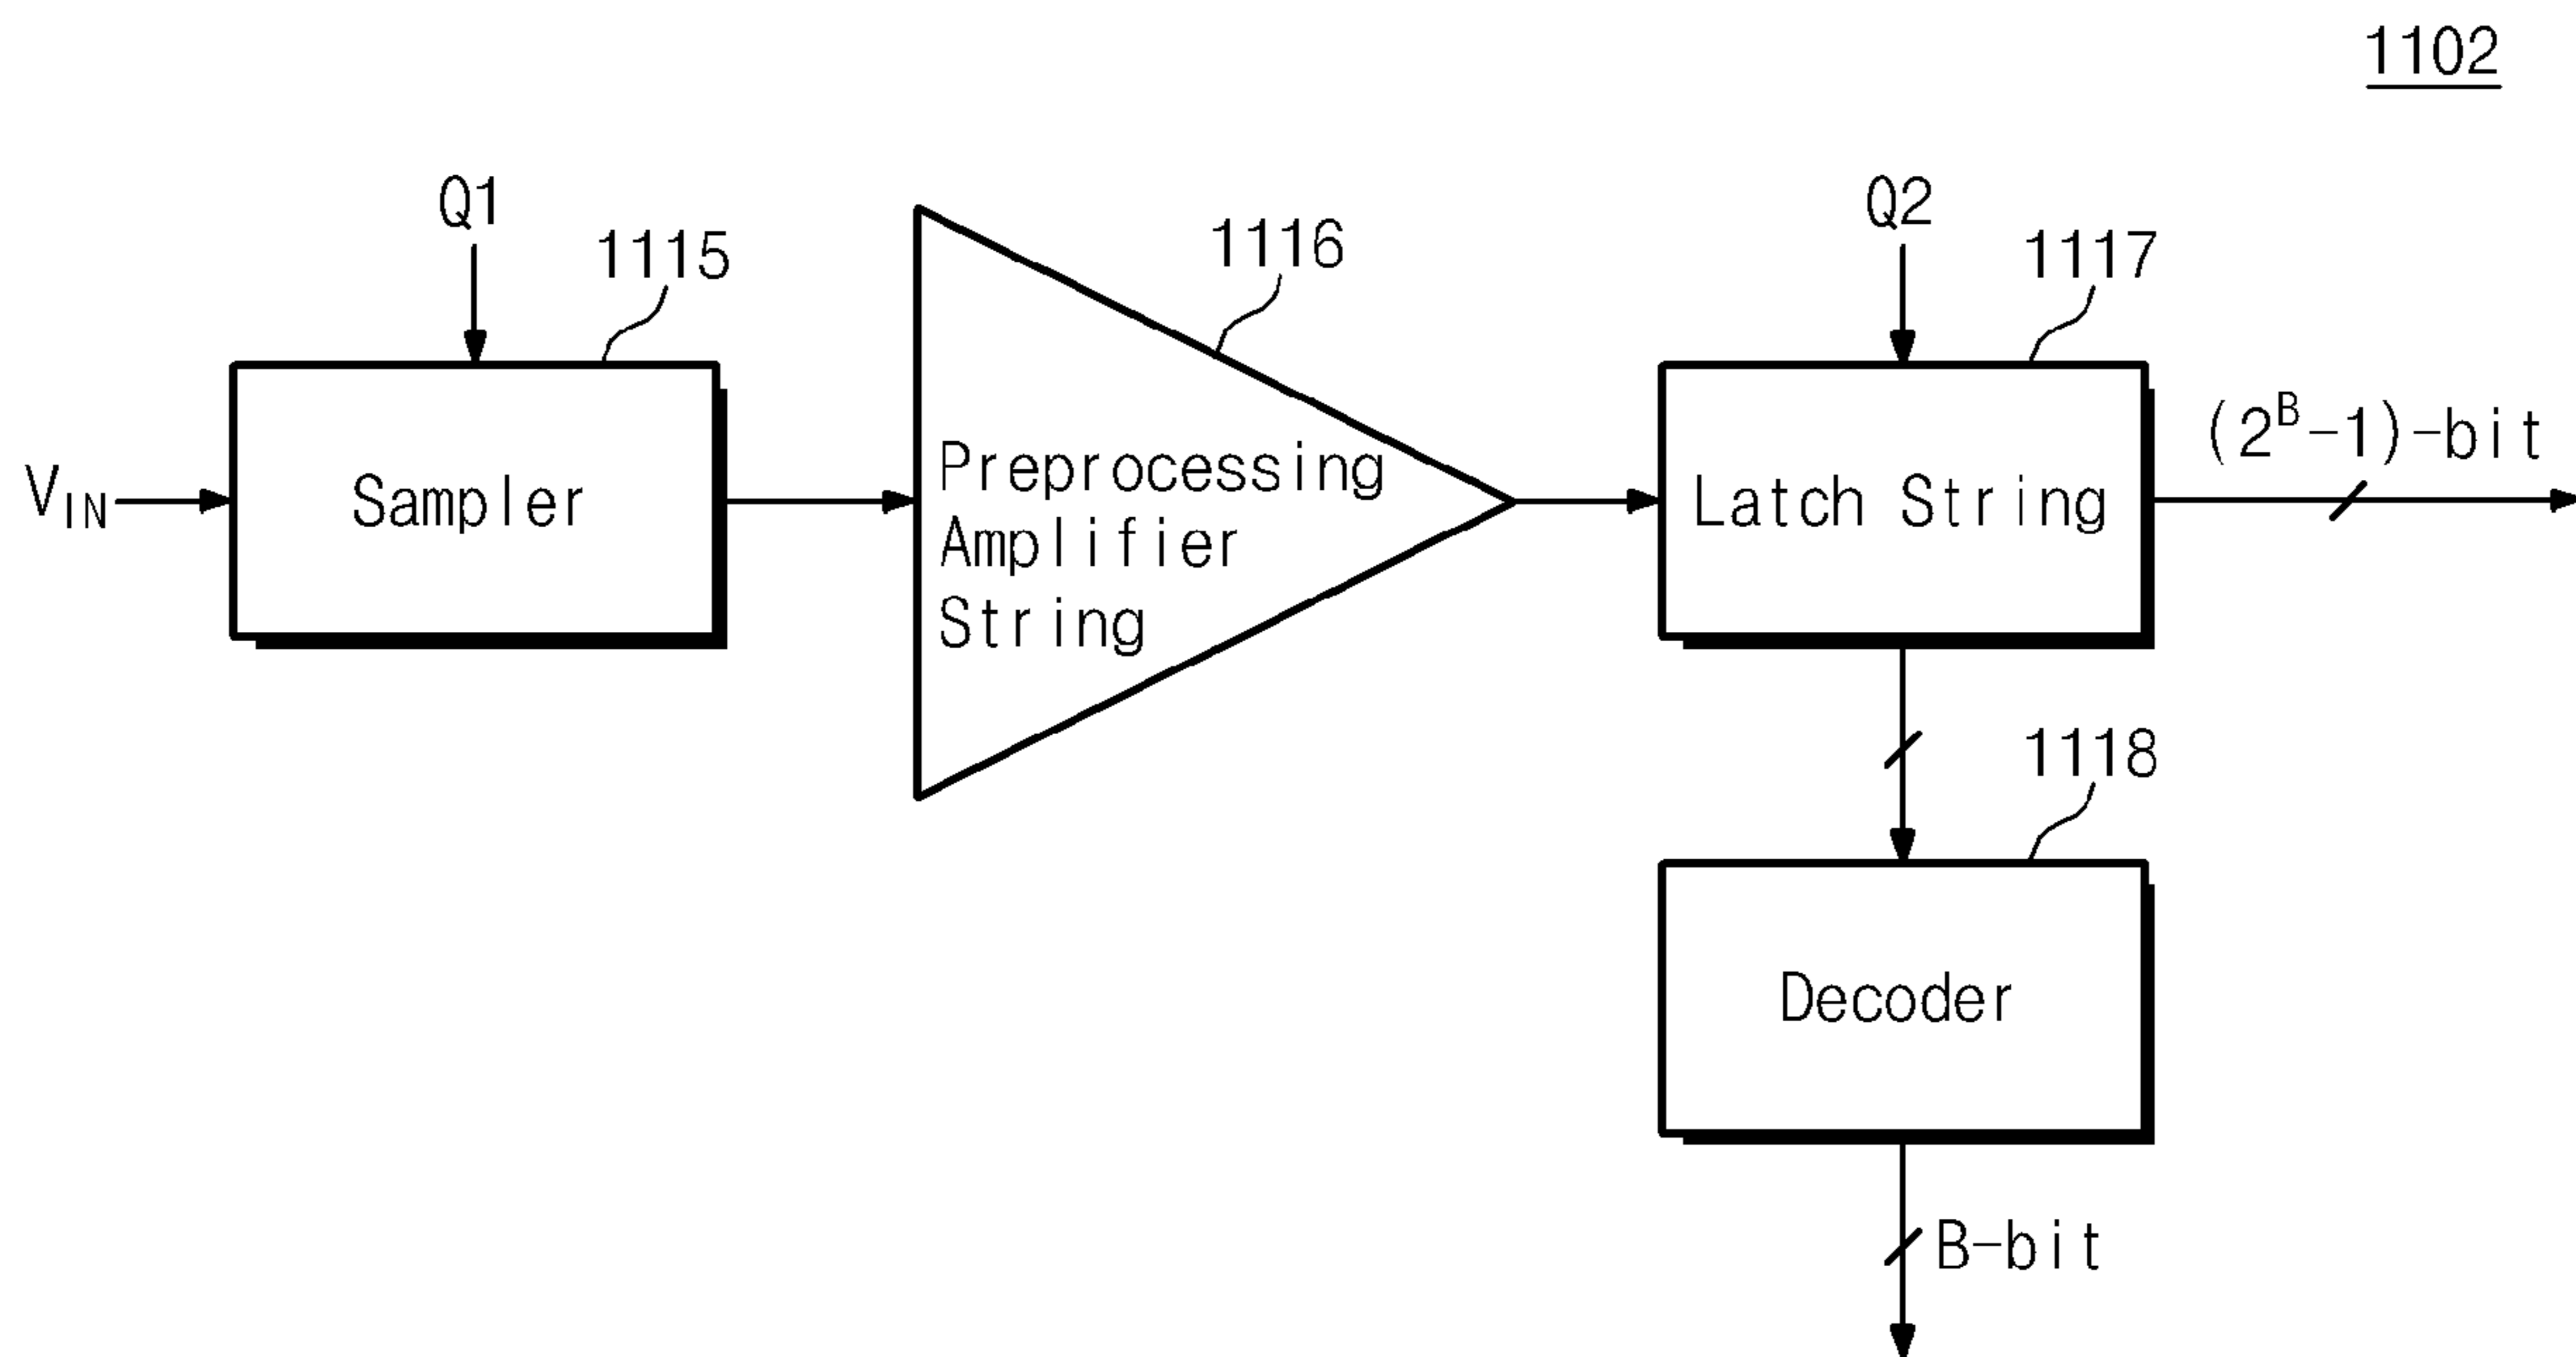 1102
Q1
1115
1116
Q2
1117
V_IN
Sampler
Preprocessing
Amplifier
String
Latch String
(2^B-1)-bit
1118
Decoder
B-bit